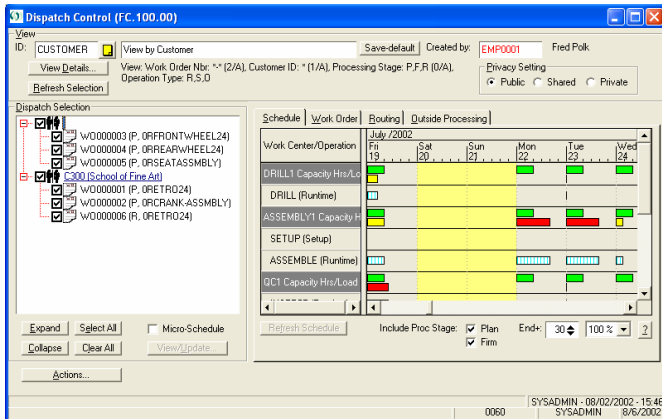 Dispatch Control (FC.100.00)
View
ID: CUSTOMER View by Customer Save-default Created by: EMP0001 Fred Polk
View Details... View: Work Order Nbr: "-" (2/A), Customer ID: * (1/A), Processing Stage: P,F,R (0/A),
Operation Type: R,S,O
Refresh Selection
Privacy Setting
Public Shared Private
Dispatch Selection
WO000003 (P, 0RFRONTWHEEL24)
WO000004 (P, 0RREARWHEEL24)
WO000005 (P, 0RSEATASSMBLY)
C300 (School of Fine Art)
WO000001 (P, 0RETRO24)
WO000002 (P, 0RCRANK-ASSMBLY)
WO000006 (R, 0RETRO24)
Expand Select All Micro-Schedule
Collapse Clear All View/Update...
Actions...
Schedule Work Order Routing Outside Processing
Work Center/Operation
July /2002
Fri Sat Sun Mon Tue Wed
19 20 21 22 23 24
DRILL1 Capacity Hrs/Lo
DRILL (Runtime)
ASSEMBLY1 Capacity H
SETUP (Setup)
ASSEMBLE (Runtime)
QC1 Capacity Hrs/Load
Refresh Schedule Include Proc Stage: Plan End+: 30 100 % ?
Firm
SYSADMIN - 08/02/2002 - 15:46
0060 SYSADMIN 8/6/2002